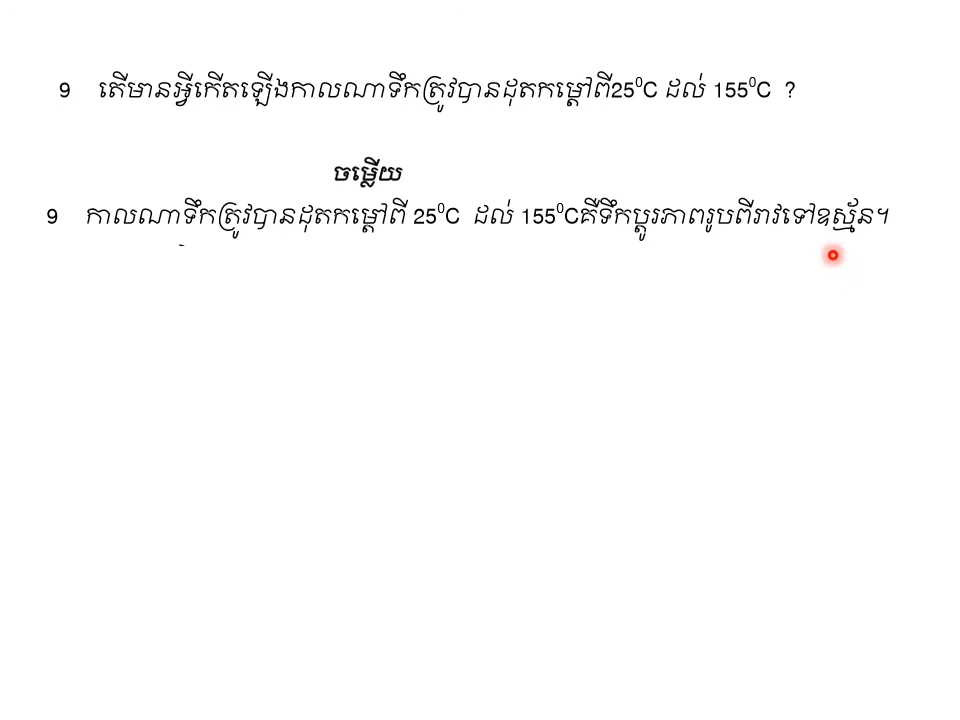 9 តើមានអ្វីកើតឡើងកាលណាទឹកត្រូវបានដុតកម្ដៅពី25⁰C ដល់ 155⁰C ?
ចម្លើយ
9 កាលណាទឹកត្រូវបានដុតកម្ដៅពី 25⁰C ដល់ 155⁰Cគឺទឹកប្ដូរភាពរូបពីរាវទៅឧស្ម័ន។